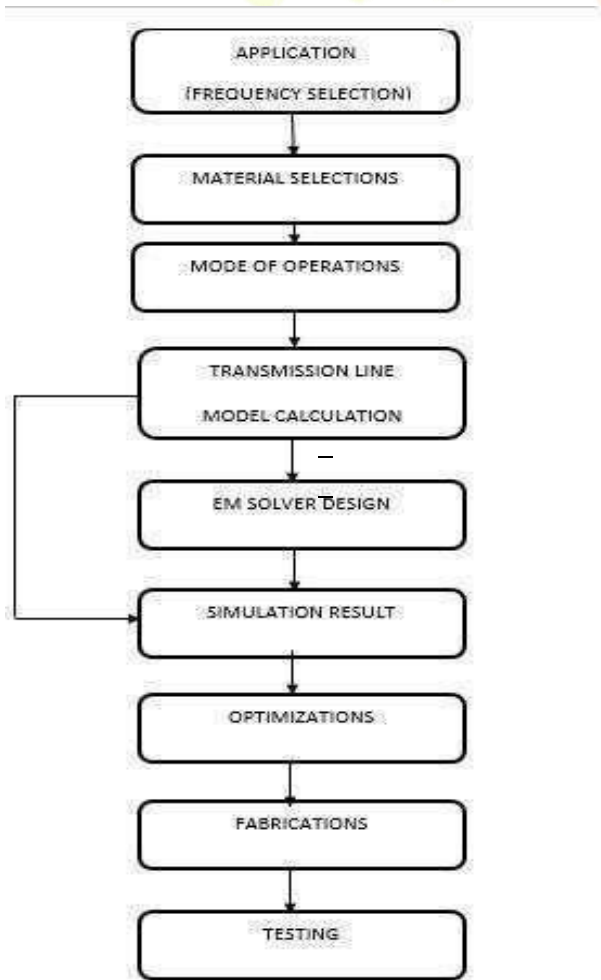 APPLICATION
(FREQUENCY SELECTION)
MATERIAL SELECTIONS
MODE OF OPERATIONS
TRANSMISSION LINE
MODEL CALCULATION
EM SOLVER DESIGN
SIMULATION RESULT
OPTIMIZATIONS
FABRICATIONS
TESTING